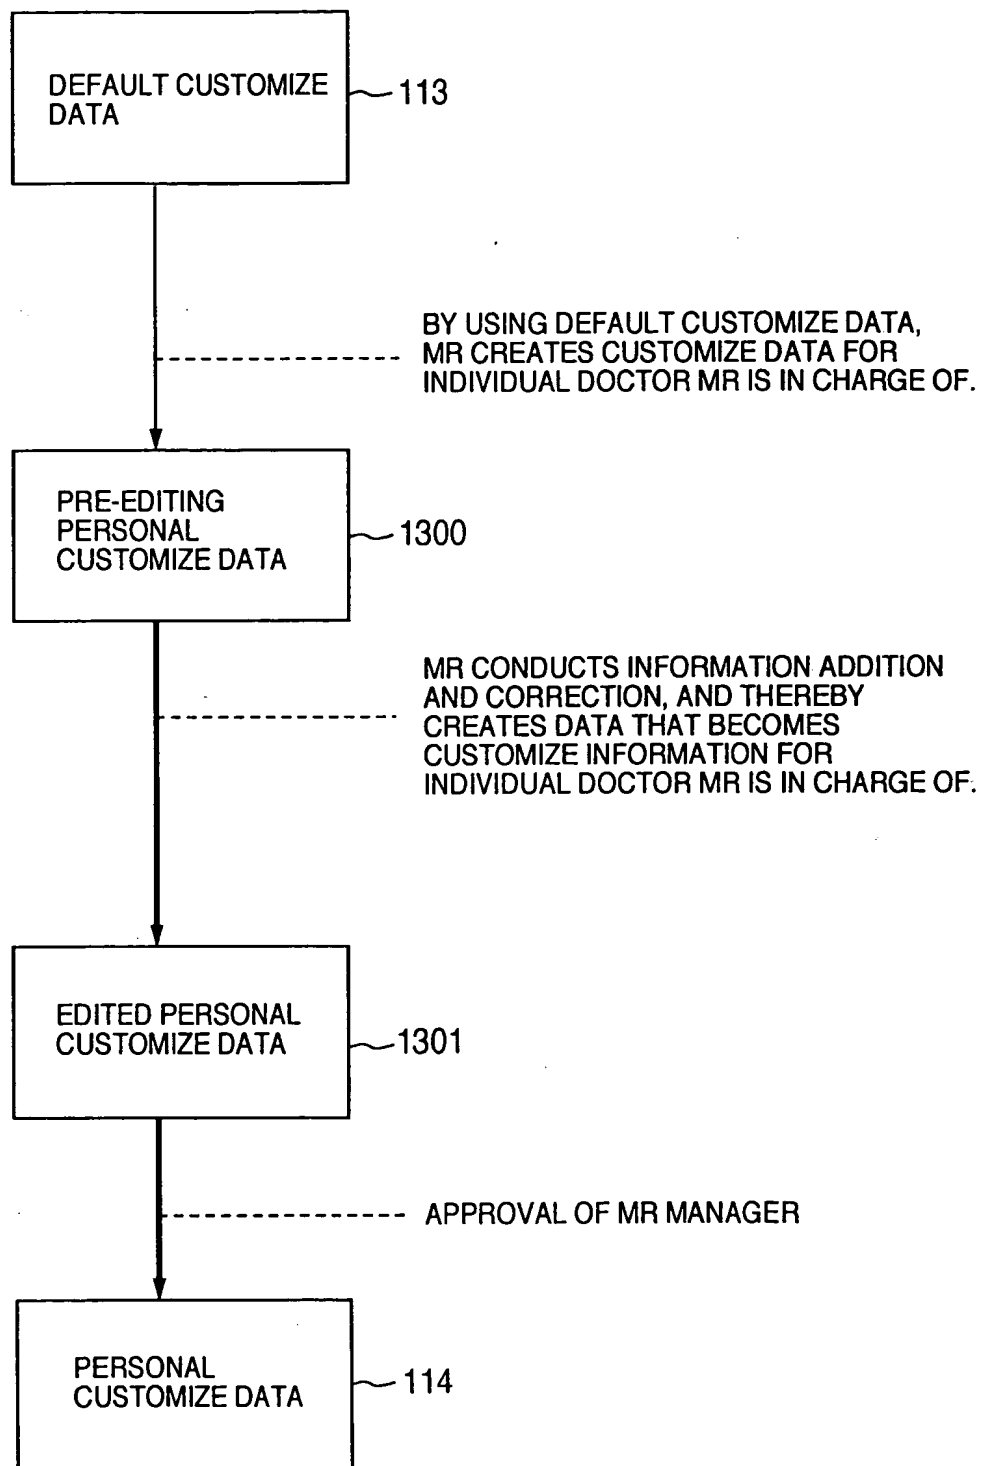 DEFAULT CUSTOMIZE
DATA
113
BY USING DEFAULT CUSTOMIZE DATA,
MR CREATES CUSTOMIZE DATA FOR
INDIVIDUAL DOCTOR MR IS IN CHARGE OF.
PRE-EDITING
PERSONAL
CUSTOMIZE DATA
1300
MR CONDUCTS INFORMATION ADDITION
AND CORRECTION, AND THEREBY
CREATES DATA THAT BECOMES
CUSTOMIZE INFORMATION FOR
INDIVIDUAL DOCTOR MR IS IN CHARGE OF.
EDITED PERSONAL
CUSTOMIZE DATA
1301
APPROVAL OF MR MANAGER
PERSONAL
CUSTOMIZE DATA
114